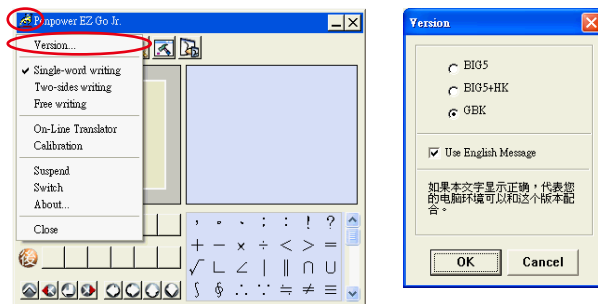 Penpower EZ Go Jr.
Version...
Single-word writing
Two-sides writing
Free writing
On-Line Translator
Calibration
Suspend
Switch
About...
Close
後
, 。 、 ; : ! ?
+ − × ÷ < > =
√ ∟ ∠ | ∥ ∩ ∪
∫ ∮ ∴ ∵ ≒ ≠ ≡
Version
BIG5
BIG5+HK
GBK
Use English Message
如果本文字显示正确，代表您
的电脑环境可以和这个版本配
合。
OK
Cancel